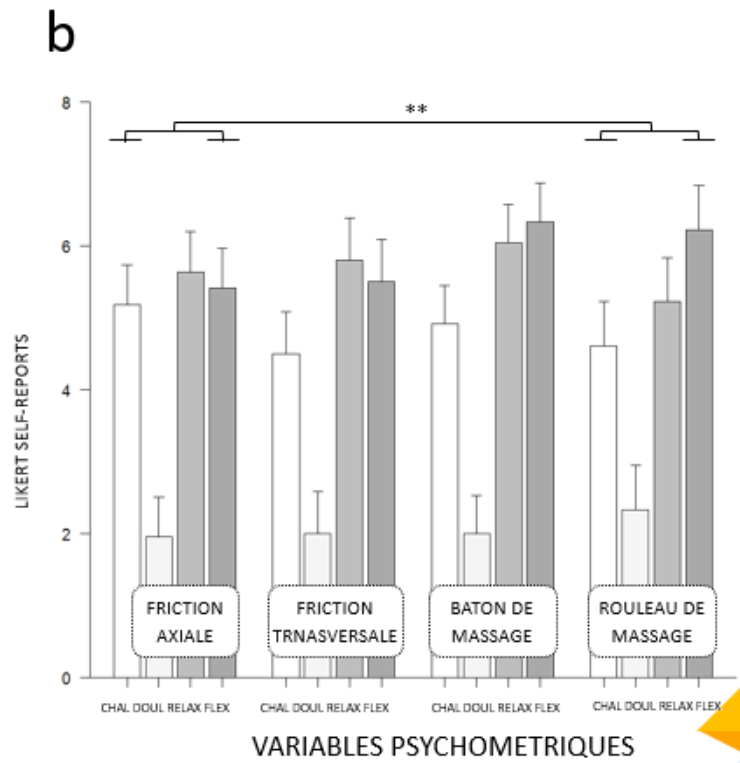 b
8
**
6
4
2
0
LIKERT SELF-REPORTS
FRICTION
AXIALE
FRICTION
TRNASVERSALE
BATON DE
MASSAGE
ROULEAU DE
MASSAGE
CHAL DOUL RELAX FLEX
CHAL DOUL RELAX FLEX
CHAL DOUL RELAX FLEX
CHAL DOUL RELAX FLEX
VARIABLES PSYCHOMETRIQUES